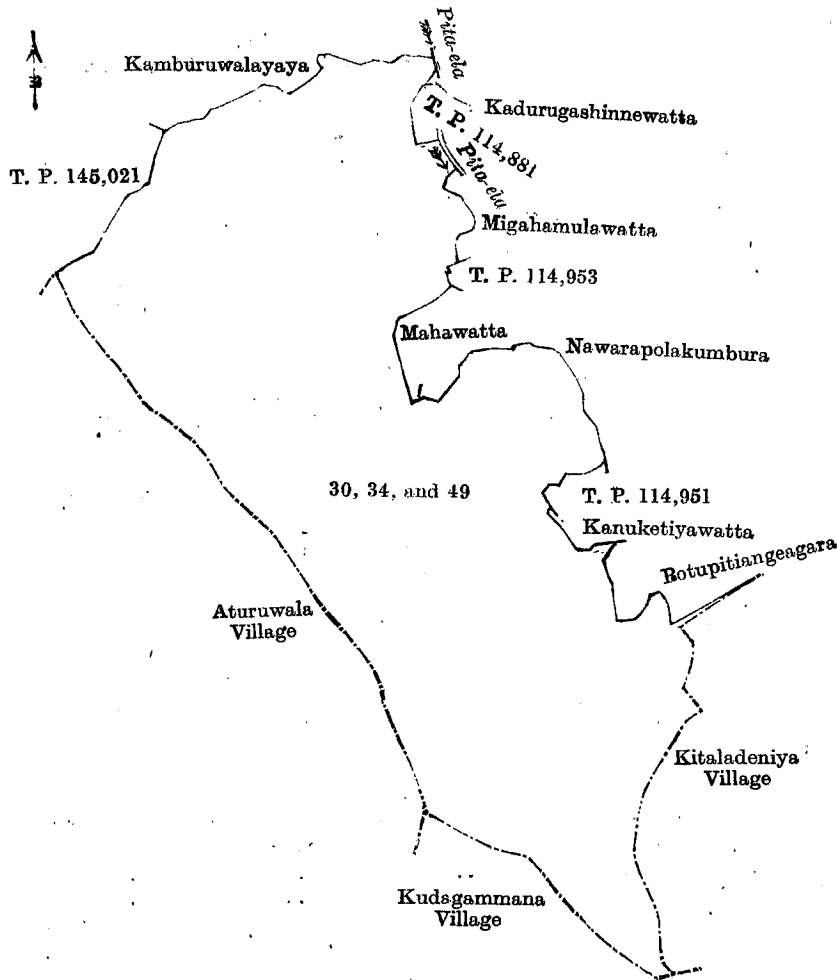 Pita-ela
Kamburuwalayaya
Kadurugashinnewatta
T. P. 114,881
Pita-ela
T. P. 145,021
Migahamulawatta
T. P. 114,953
Mahawatta
Nawarapolakumbura
30, 34, and 49
T. P. 114,951
Kanuketiyawatta
Botupitiangeagara
Aturuwala
Village
Kitaladeniya
Village
Kudagammana
Village